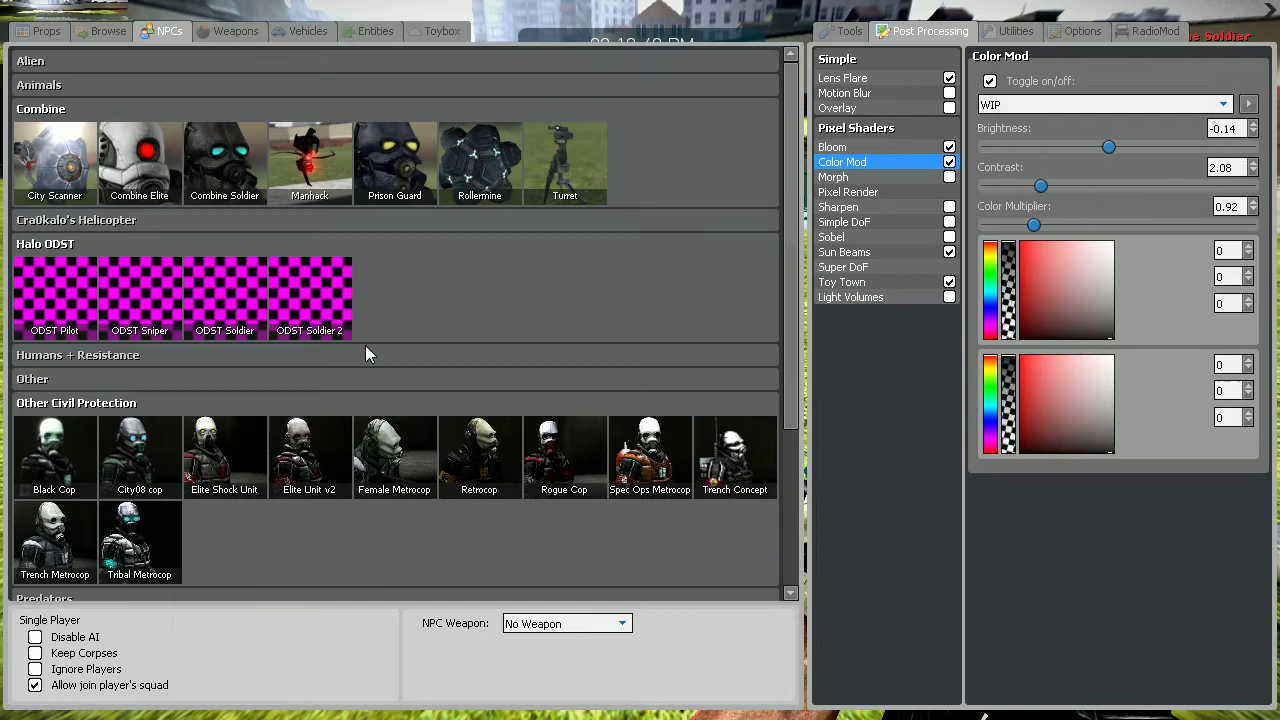 Props Browse NPCs Weapons Vehicles Entities Toybox
Tools Post Processing Utilities Options RadioMod
Soldier
Alien
Animals
Combine
City Scanner Combine Elite Combine Soldier Manhack Prison Guard Rollermine Turret
Cra0kalo's Helicopter
Halo ODST
ODST Pilot ODST Sniper ODST Soldier ODST Soldier 2
Humans + Resistance
Other
Other Civil Protection
Black Cop City08 cop Elite Shock Unit Elite Unit v2 Female Metrocop Retrocop Rogue Cop Spec Ops Metrocop Trench Concept
Trench Metrocop Tribal Metrocop
Predators
Single Player
Disable AI
Keep Corpses
Ignore Players
Allow join player's squad
NPC Weapon: No Weapon
Simple
Lens Flare
Motion Blur
Overlay
Pixel Shaders
Bloom
Color Mod
Morph
Pixel Render
Sharpen
Simple DoF
Sobel
Sun Beams
Super DoF
Toy Town
Light Volumes
Color Mod
Toggle on/off:
WIP
Brightness: -0.14
Contrast: 2.08
Color Multiplier: 0.92
0
0
0
0
0
0